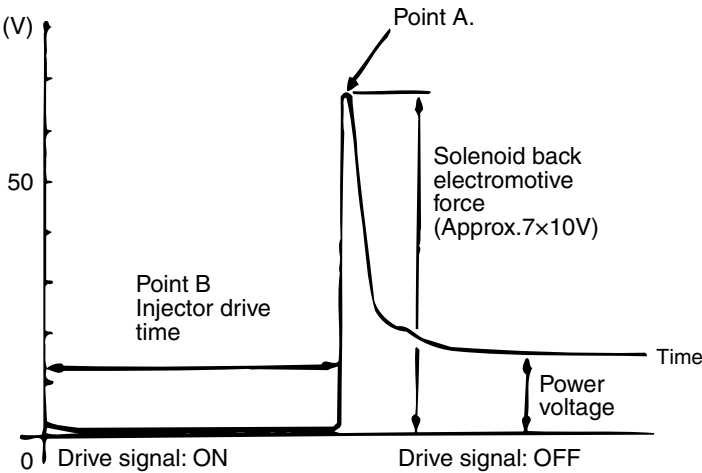 (V)
Point A.
50
Solenoid back
electromotive
force
(Approx.7×10V)
Point B
Injector drive
time
Time
Power
voltage
0
Drive signal: ON
Drive signal: OFF